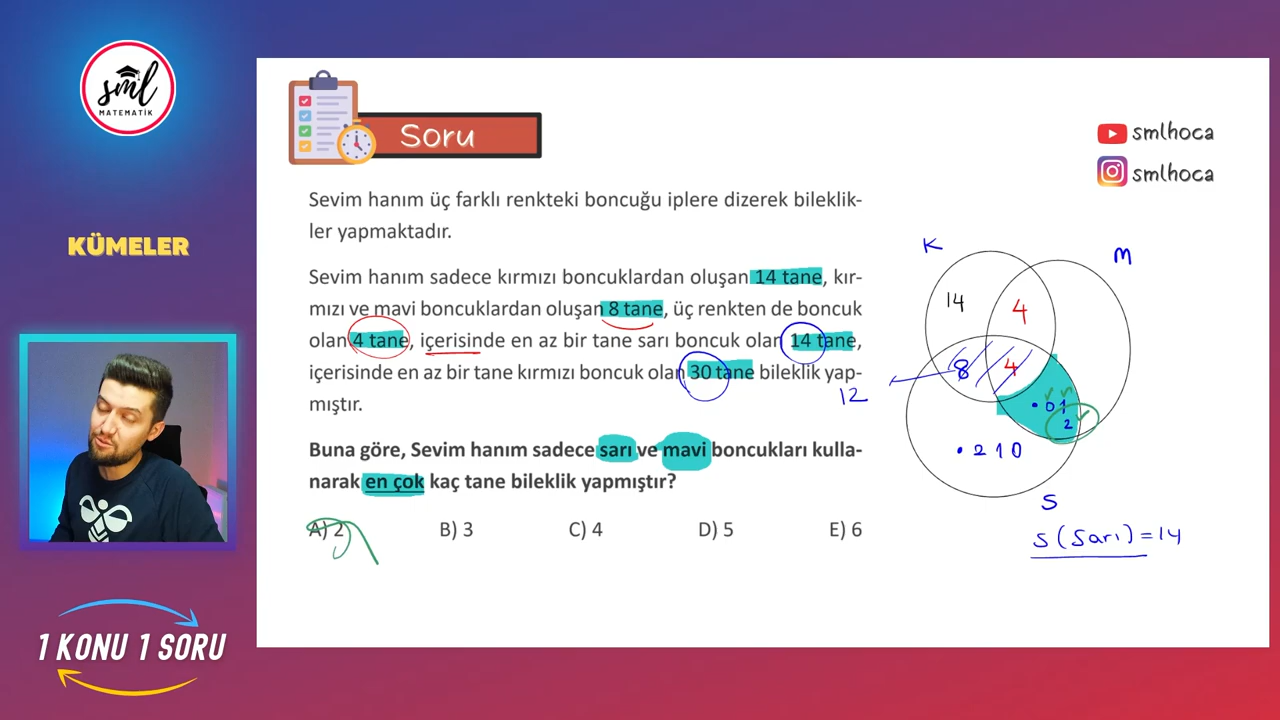 sml
MATEMATİK
KÜMELER
1 KONU 1 SORU
Soru
smlhoca
smlhoca
Sevim hanım üç farklı renkteki boncuğu iplere dizerek bileklik-
ler yapmaktadır.
Sevim hanım sadece kırmızı boncuklardan oluşan 14 tane, kır-
mızı ve mavi boncuklardan oluşan 8 tane, üç renkten de boncuk
olan 4 tane, içerisinde en az bir tane sarı boncuk olan 14 tane,
içerisinde en az bir tane kırmızı boncuk olan 30 tane bileklik yap-
mıştır.
Buna göre, Sevim hanım sadece sarı ve mavi boncukları kulla-
narak en çok kaç tane bileklik yapmıştır?
A) 2 B) 3 C) 4 D) 5 E) 6
K
M
14 4
8 4
12
0 1
2
2 1 0
S
s(Sarı) = 14